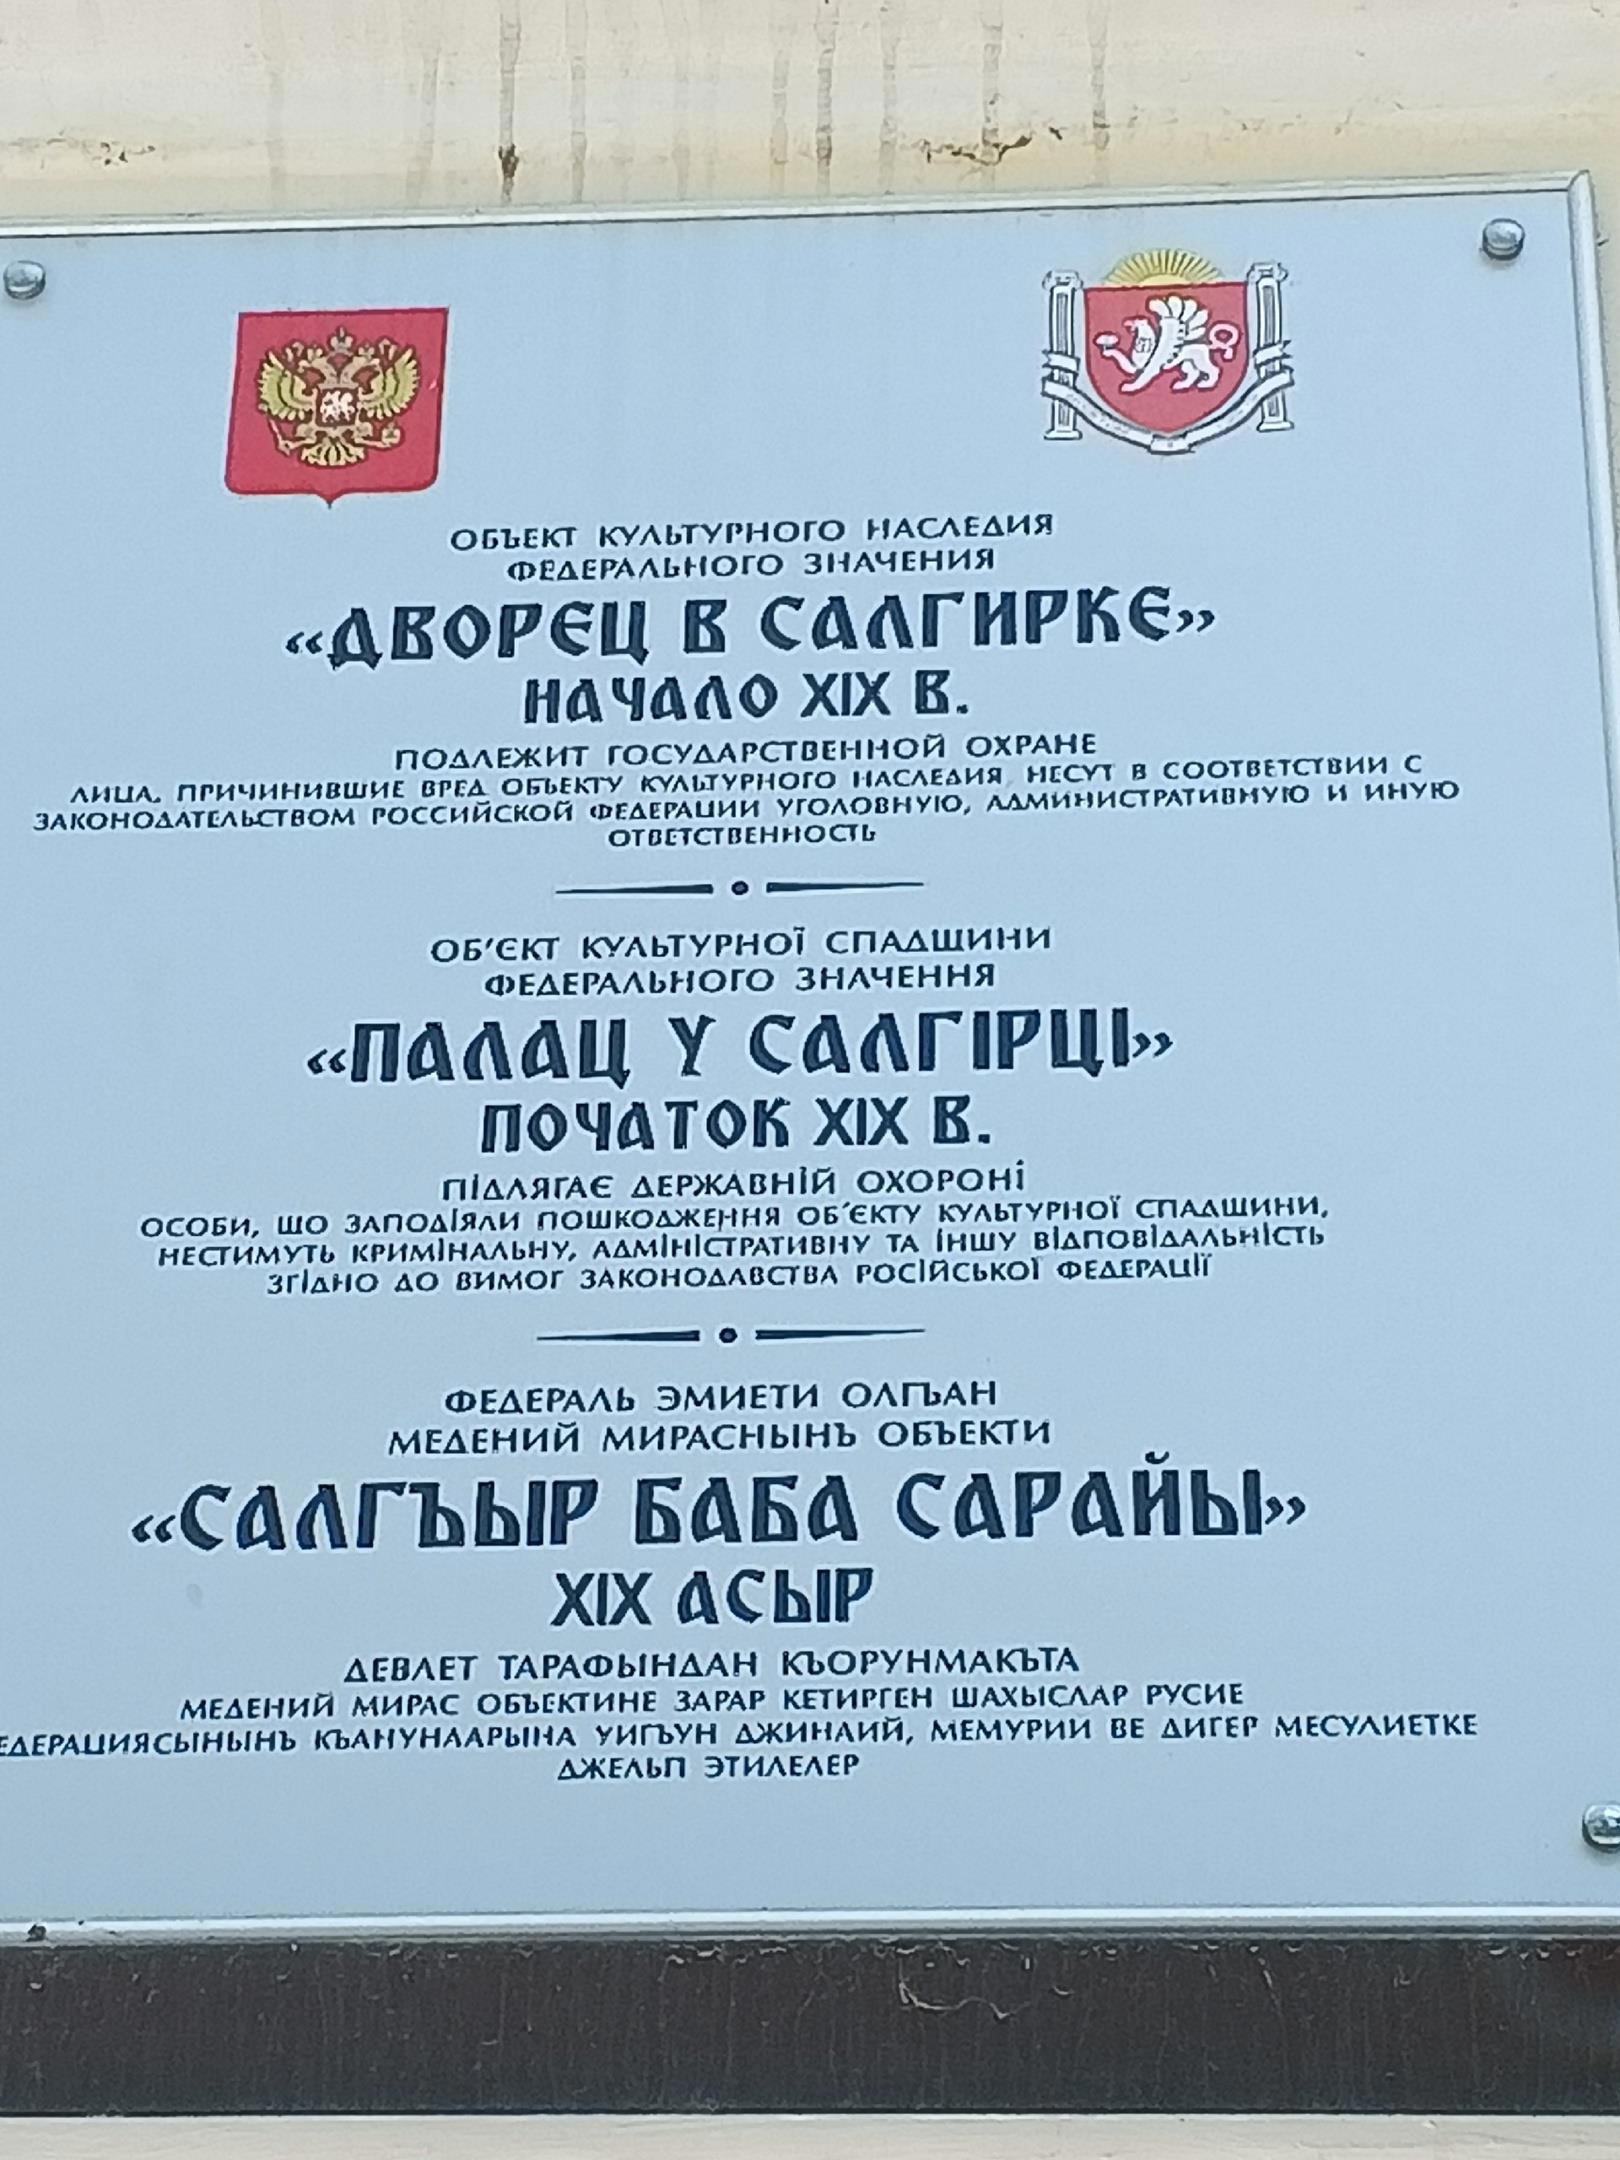 ОБЪЕКТ КУЛЬТУРНОГО НАСЛЕДИЯ
ФЕДЕРАЛЬНОГО ЗНАЧЕНИЯ
«ДВОРЕЦ В САЛГИРКЕ»
НАЧАЛО XIX В.
ПОДЛЕЖИТ ГОСУДАРСТВЕННОЙ ОХРАНЕ
ЛИЦА, ПРИЧИНИВШИЕ ВРЕД ОБЪЕКТУ КУЛЬТУРНОГО НАСЛЕДИЯ, НЕСУТ В СООТВЕТСТВИИ С
ЗАКОНОДАТЕЛЬСТВОМ РОССИЙСКОЙ ФЕДЕРАЦИИ УГОЛОВНУЮ, АДМИНИСТРАТИВНУЮ И ИНУЮ
ОТВЕТСТВЕННОСТЬ
ОБ'ЄКТ КУЛЬТУРНОЇ СПАДЩИНИ
ФЕДЕРАЛЬНОГО ЗНАЧЕННЯ
«ПАЛАЦ У САЛГІРЦІ»
ПОЧАТОК XIX В.
ПІДЛЯГАЄ ДЕРЖАВНІЙ ОХОРОНІ
ОСОБИ, ЩО ЗАПОДІЯЛИ ПОШКОДЖЕННЯ ОБ'ЄКТУ КУЛЬТУРНОЇ СПАДЩИНИ,
НЕСТИМУТЬ КРИМІНАЛЬНУ, АДМІНІСТРАТИВНУ ТА ІНШУ ВІДПОВІДАЛЬНІСТЬ
ЗГІДНО ДО ВИМОГ ЗАКОНОДАВСТВА РОСІЙСЬКОЇ ФЕДЕРАЦІЇ
ФЕДЕРАЛЬ ЭМИЕТИ ОЛГЪАН
МЕДЕНИЙ МИРАСНЫНЪ ОБЪЕКТИ
«САЛГЪЫР БАБА САРАЙЫ»
XIX АСЫР
ДЕВЛЕТ ТАРАФЫНДАН КЪОРУНМАКЪТА
МЕДЕНИЙ МИРАС ОБЪЕКТИНЕ ЗАРАР КЕТИРГЕН ШАХЫСЛАР РУСИЕ
ЕДЕРАЦИЯСЫНЫНЪ КЪАНУНЛАРЫНА УЙГЪУН ДЖИНАИЙ, МЕМУРИЙ ВЕ ДИГЕР МЕСУЛИЕТКЕ
ДЖЕЛЬП ЭТИЛЕЛЕР